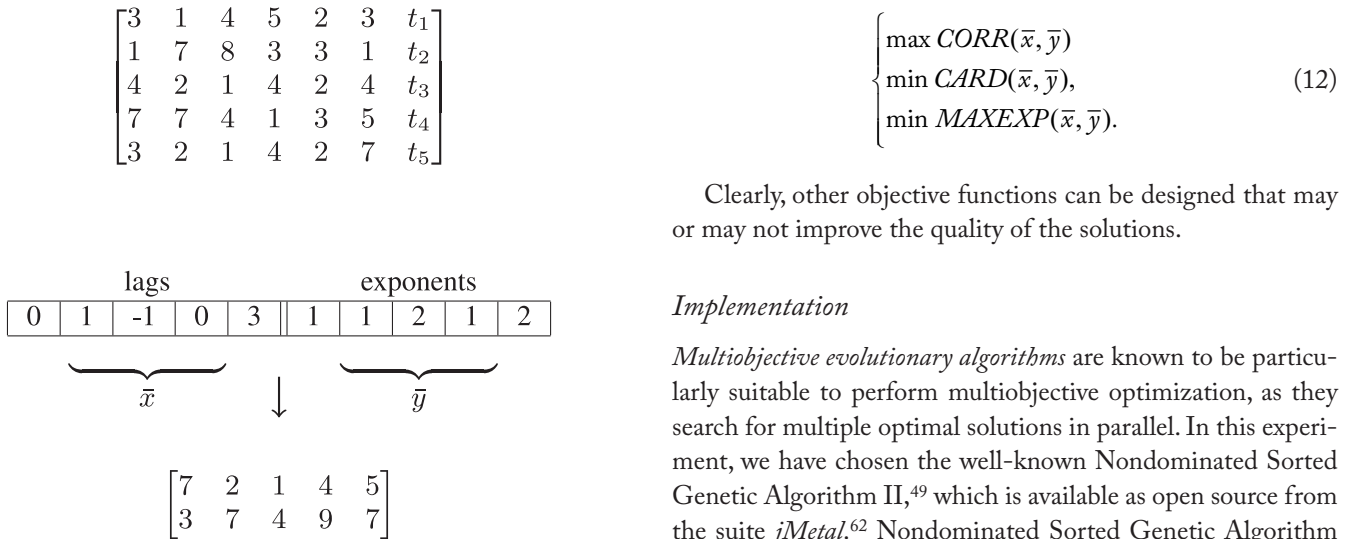 3 1 4 5 2 3 t₁
1 7 8 3 3 1 t₂
4 2 1 4 2 4 t₃
7 7 4 1 3 5 t₄
3 2 1 4 2 7 t₅
lags exponents
0 1 -1 0 3 1 1 2 1 2
x̄ ȳ
↓
7 2 1 4 5
3 7 4 9 7
max CORR(x̄, ȳ)
min CARD(x̄, ȳ), (12)
min MAXEXP(x̄, ȳ).
Clearly, other objective functions can be designed that may
or may not improve the quality of the solutions.
Implementation
Multiobjective evolutionary algorithms are known to be particu-
larly suitable to perform multiobjective optimization, as they
search for multiple optimal solutions in parallel. In this experi-
ment, we have chosen the well-known Nondominated Sorted
Genetic Algorithm II,⁴⁹ which is available as open source from
the suite jMetal.⁶² Nondominated Sorted Genetic Algorithm